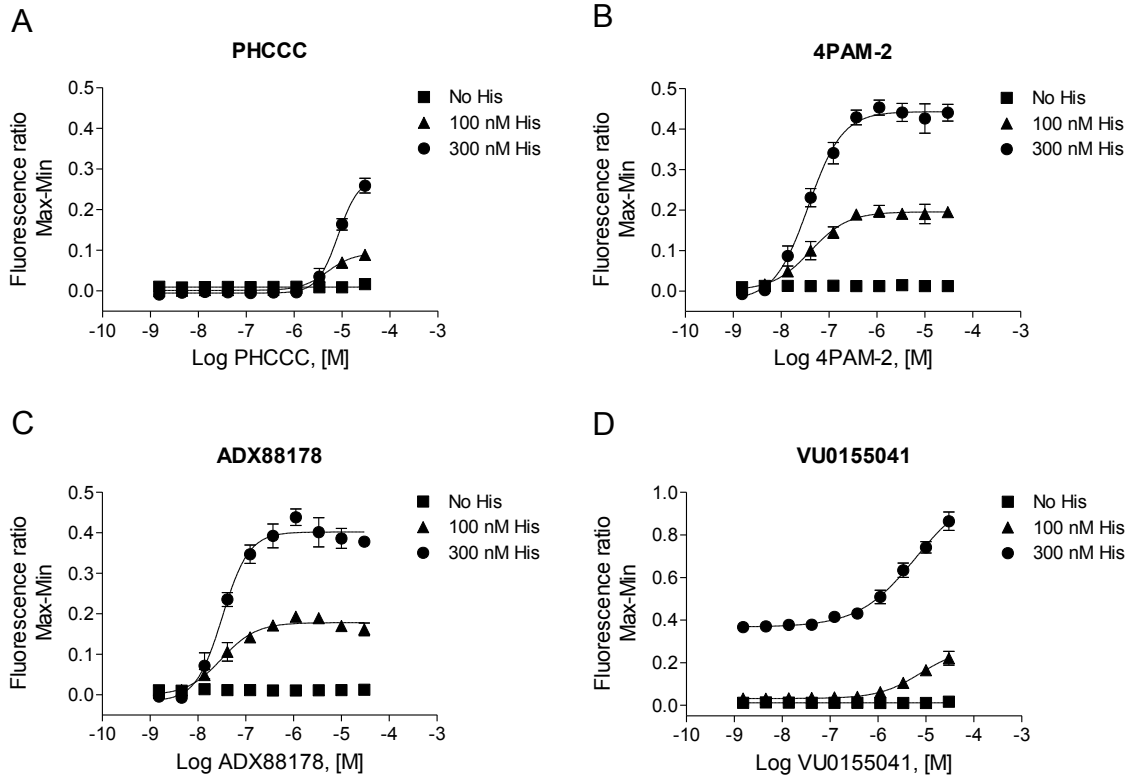 A
PHCCC
0.5
0.4
0.3
0.2
0.1
0.0
Fluorescence ratio
Max-Min
-10
-9
-8
-7
-6
-5
-4
-3
Log PHCCC, [M]
No His
100 nM His
300 nM His
B
4PAM-2
0.5
0.4
0.3
0.2
0.1
0.0
Fluorescence ratio
Max-Min
-10
-9
-8
-7
-6
-5
-4
-3
Log 4PAM-2, [M]
No His
100 nM His
300 nM His
C
ADX88178
0.5
0.4
0.3
0.2
0.1
0.0
Fluorescence ratio
Max-Min
-10
-9
-8
-7
-6
-5
-4
-3
Log ADX88178, [M]
No His
100 nM His
300 nM His
D
VU0155041
1.0
0.8
0.6
0.4
0.2
0.0
Fluorescence ratio
Max-Min
-10
-9
-8
-7
-6
-5
-4
-3
Log VU0155041, [M]
No His
100 nM His
300 nM His